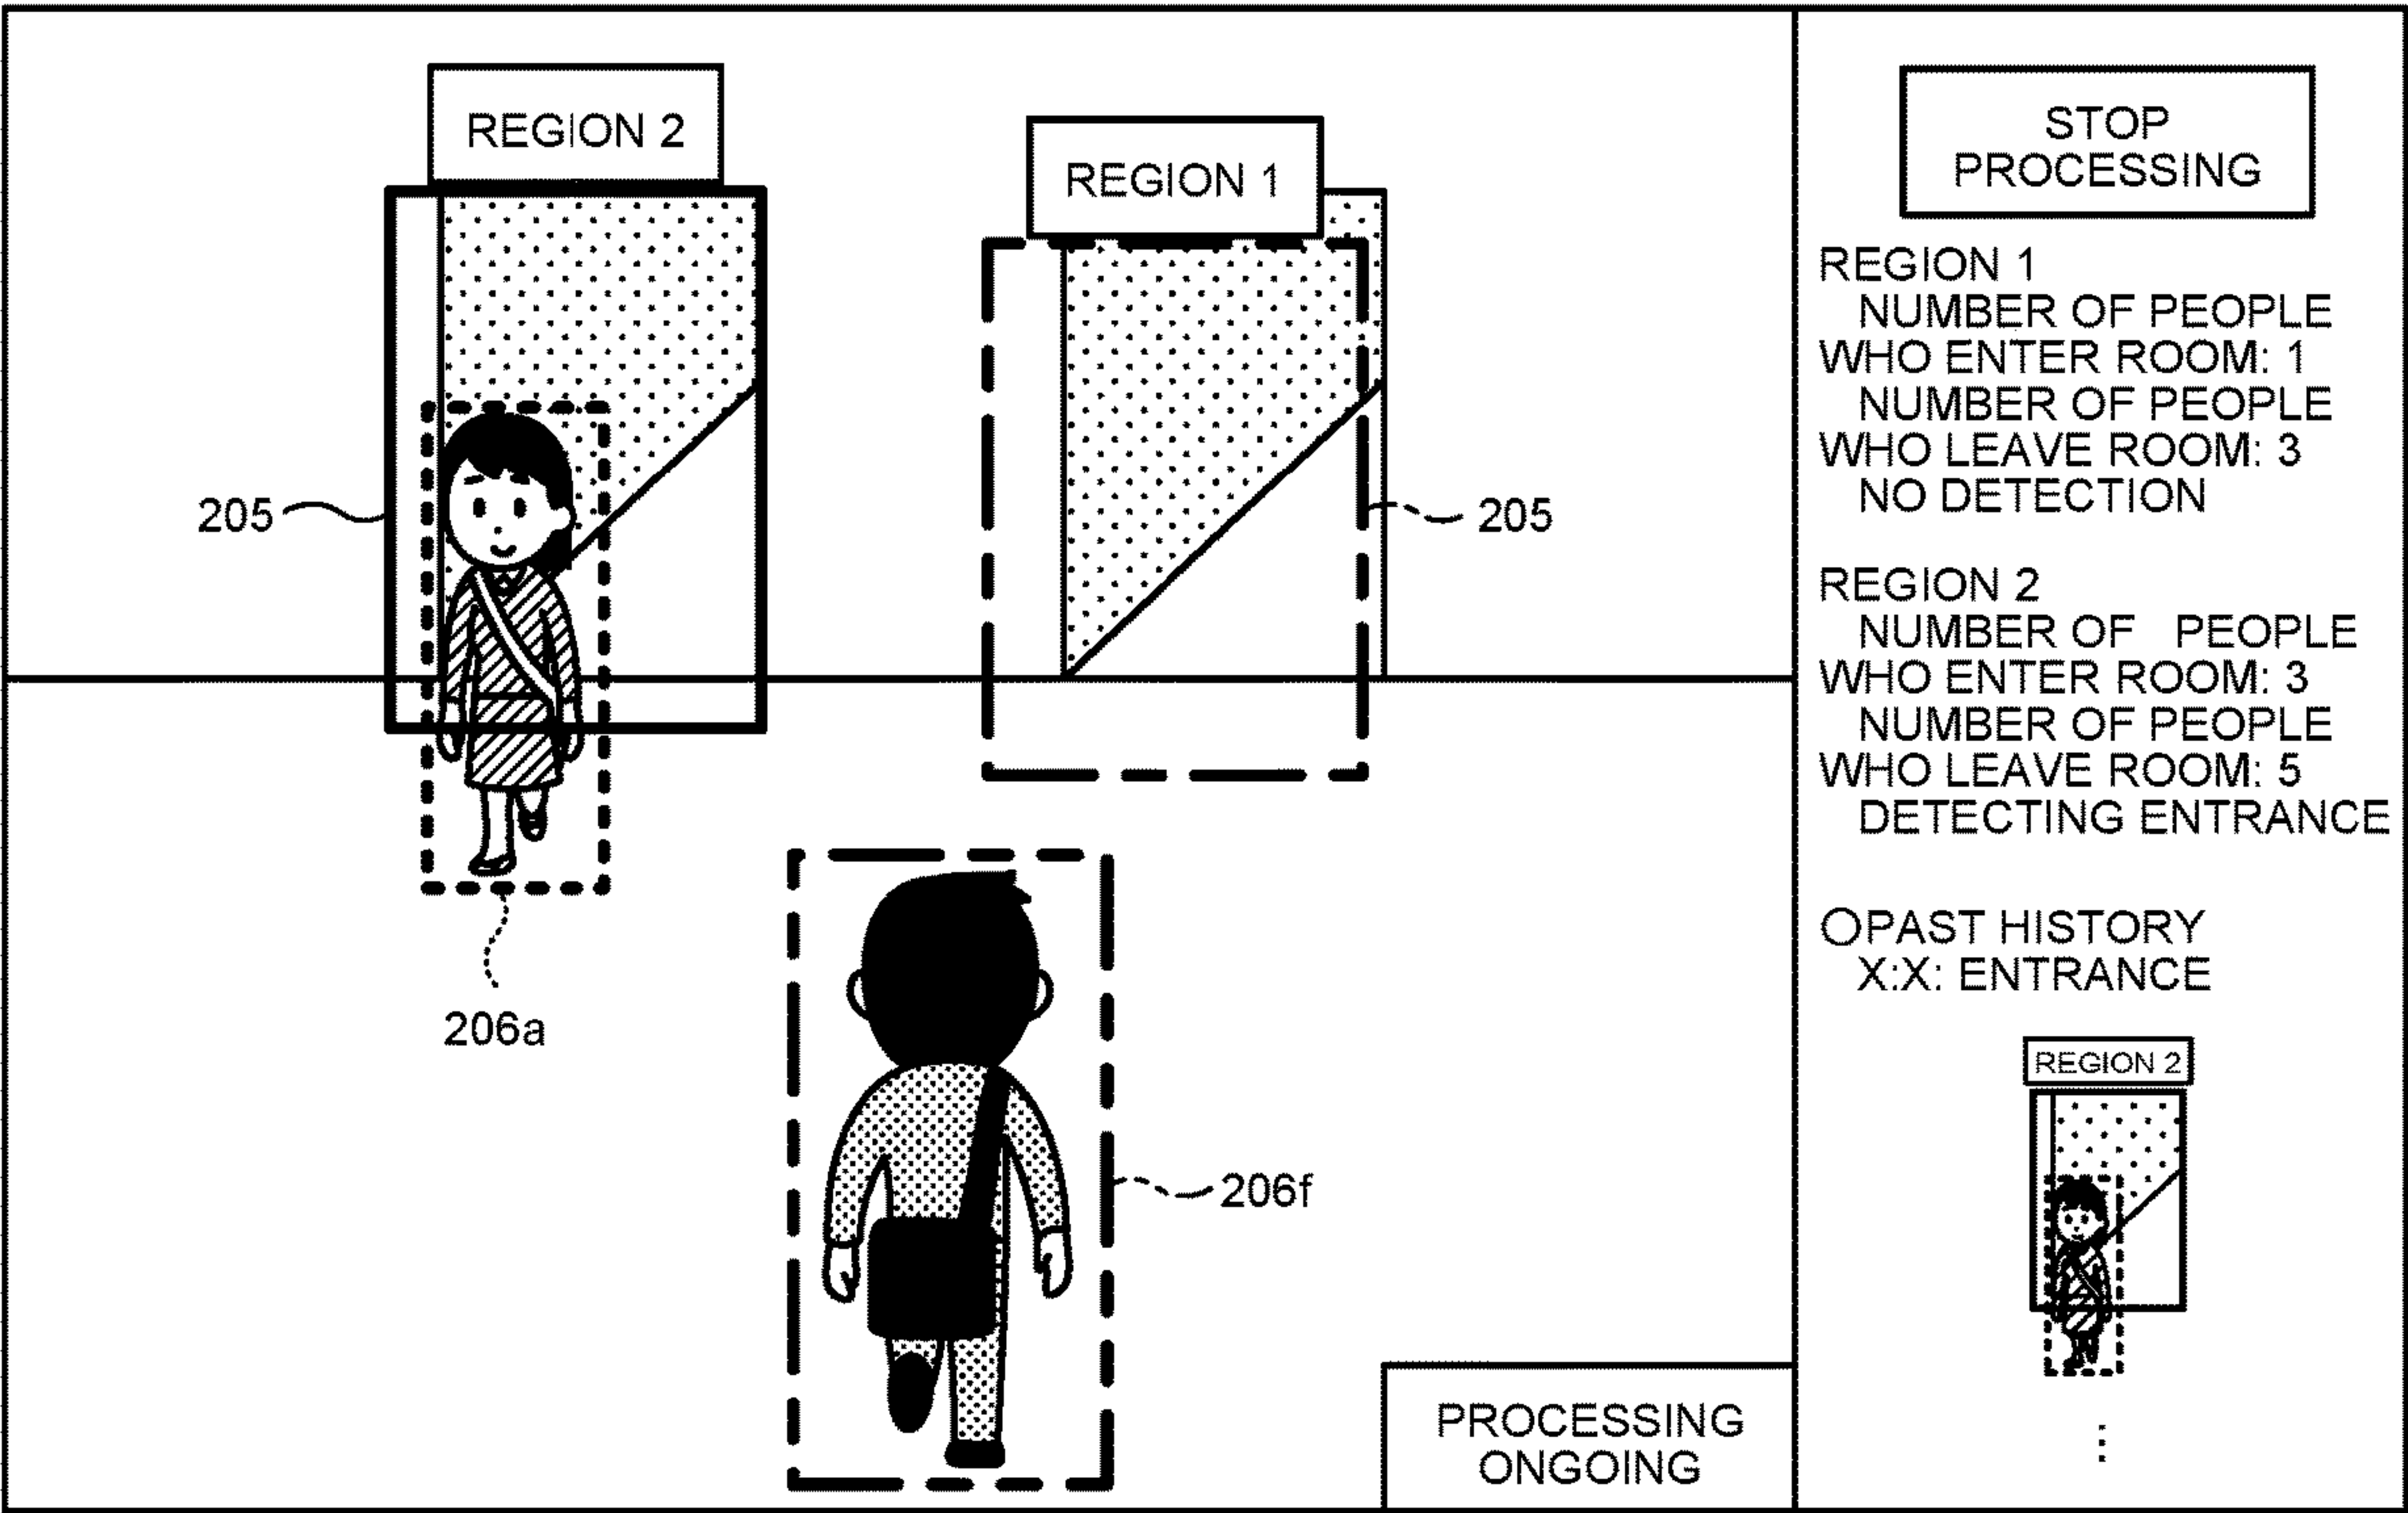 REGION 2
REGION 1
205
205
206a
206f
PROCESSING
ONGOING
STOP
PROCESSING
REGION 1
NUMBER OF PEOPLE
WHO ENTER ROOM: 1
NUMBER OF PEOPLE
WHO LEAVE ROOM: 3
NO DETECTION
REGION 2
NUMBER OF PEOPLE
WHO ENTER ROOM: 3
NUMBER OF PEOPLE
WHO LEAVE ROOM: 5
DETECTING ENTRANCE
○PAST HISTORY
X:X: ENTRANCE
REGION 2
⋮